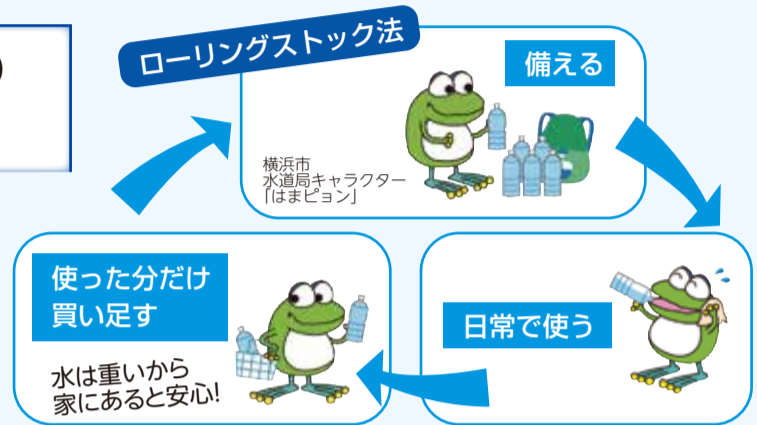 ローリングストック法
備える
横浜市
水道局キャラクター
「はまピョン」
日常で使う
使った分だけ
買い足す
水は重いから
家にあると安心!